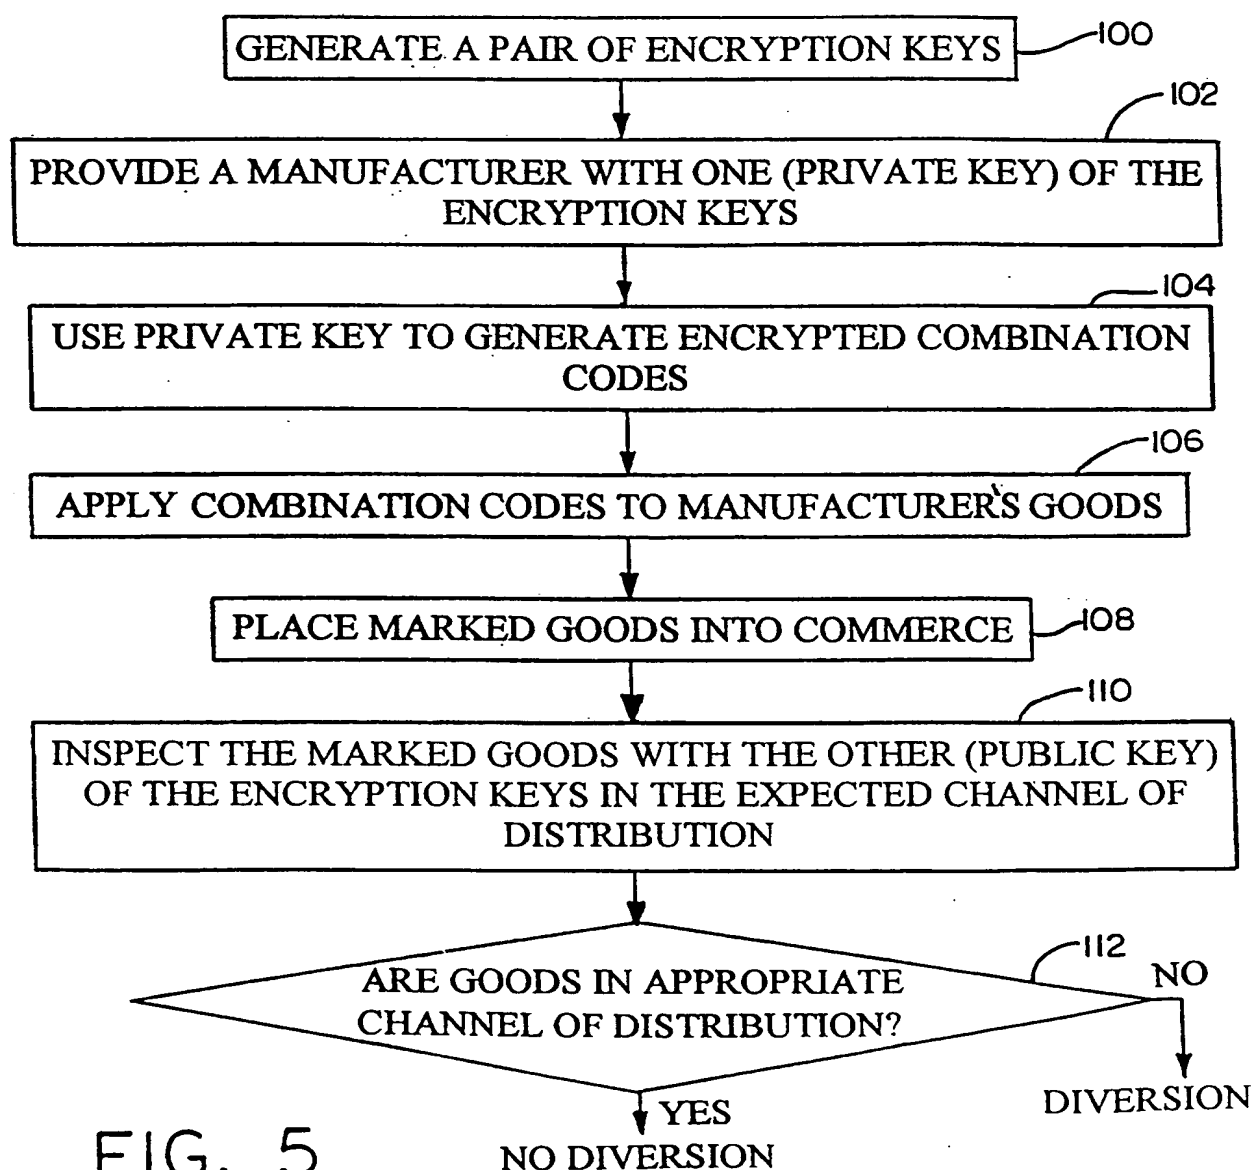 GENERATE A PAIR OF ENCRYPTION KEYS
100
102
PROVIDE A MANUFACTURER WITH ONE (PRIVATE KEY) OF THE
ENCRYPTION KEYS
104
USE PRIVATE KEY TO GENERATE ENCRYPTED COMBINATION
CODES
106
APPLY COMBINATION CODES TO MANUFACTURER'S GOODS
PLACE MARKED GOODS INTO COMMERCE
108
110
INSPECT THE MARKED GOODS WITH THE OTHER (PUBLIC KEY)
OF THE ENCRYPTION KEYS IN THE EXPECTED CHANNEL OF
DISTRIBUTION
112
ARE GOODS IN APPROPRIATE
CHANNEL OF DISTRIBUTION?
NO
DIVERSION
YES
NO DIVERSION
FIG. 5